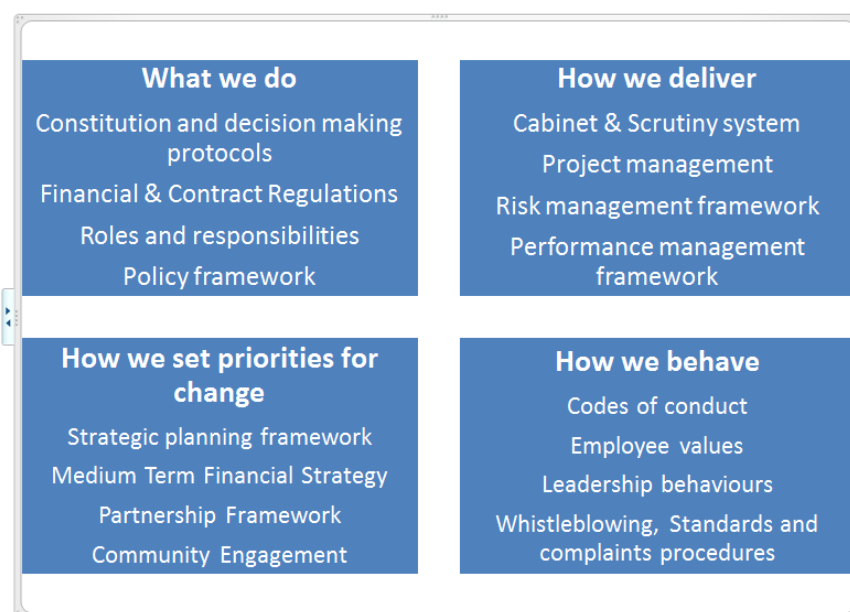 What we do
Constitution and decision making
protocols
Financial & Contract Regulations
Roles and responsibilities
Policy framework
How we deliver
Cabinet & Scrutiny system
Project management
Risk management framework
Performance management
framework
How we set priorities for
change
Strategic planning framework
Medium Term Financial Strategy
Partnership Framework
Community Engagement
How we behave
Codes of conduct
Employee values
Leadership behaviours
Whistleblowing, Standards and
complaints procedures